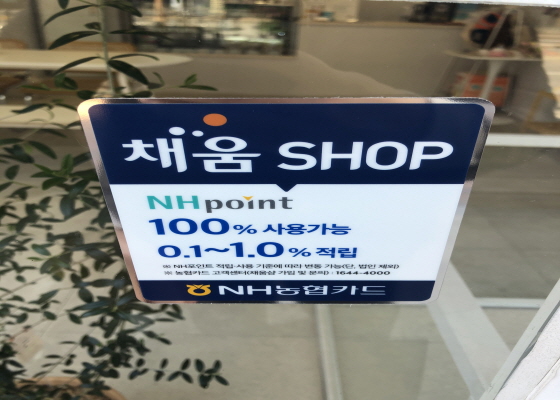 채움 SHOP
NHpoint
100% 사용가능
0.1~1.0% 적립
※ NH포인트 적립·사용 기준에 따라 변동 가능(단, 법인 제외)
※ 농협카드 고객센터(채움샵 가입 및 문의) : 1644-4000
NH농협카드